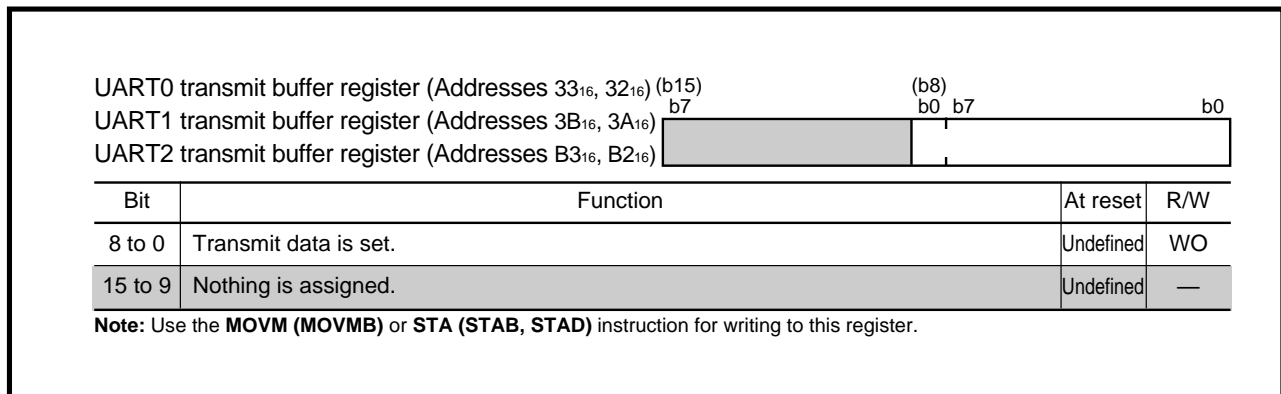 UART0 transmit buffer register (Addresses 33₁₆, 32₁₆) (b15) (b8)
b7 b0 b7 b0
UART1 transmit buffer register (Addresses 3B₁₆, 3A₁₆)
UART2 transmit buffer register (Addresses B3₁₆, B2₁₆)
Bit Function At reset R/W
8 to 0 Transmit data is set. Undefined WO
15 to 9 Nothing is assigned. Undefined —
Note: Use the MOVM (MOVMB) or STA (STAB, STAD) instruction for writing to this register.